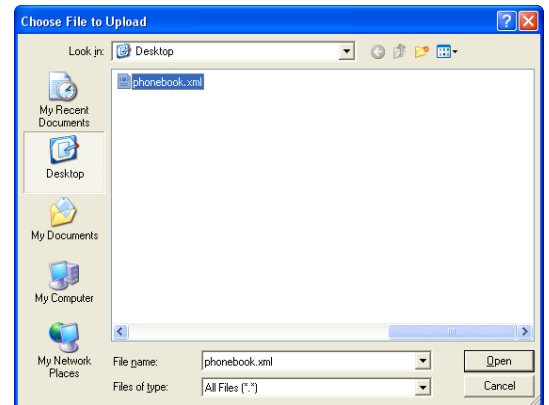 Choose File to Upload
Look in:
Desktop
phonebook.xml
My Recent
Documents
Desktop
My Documents
My Computer
My Network
Places
File name:
phonebook.xml
Open
Files of type:
All Files (*.*)
Cancel